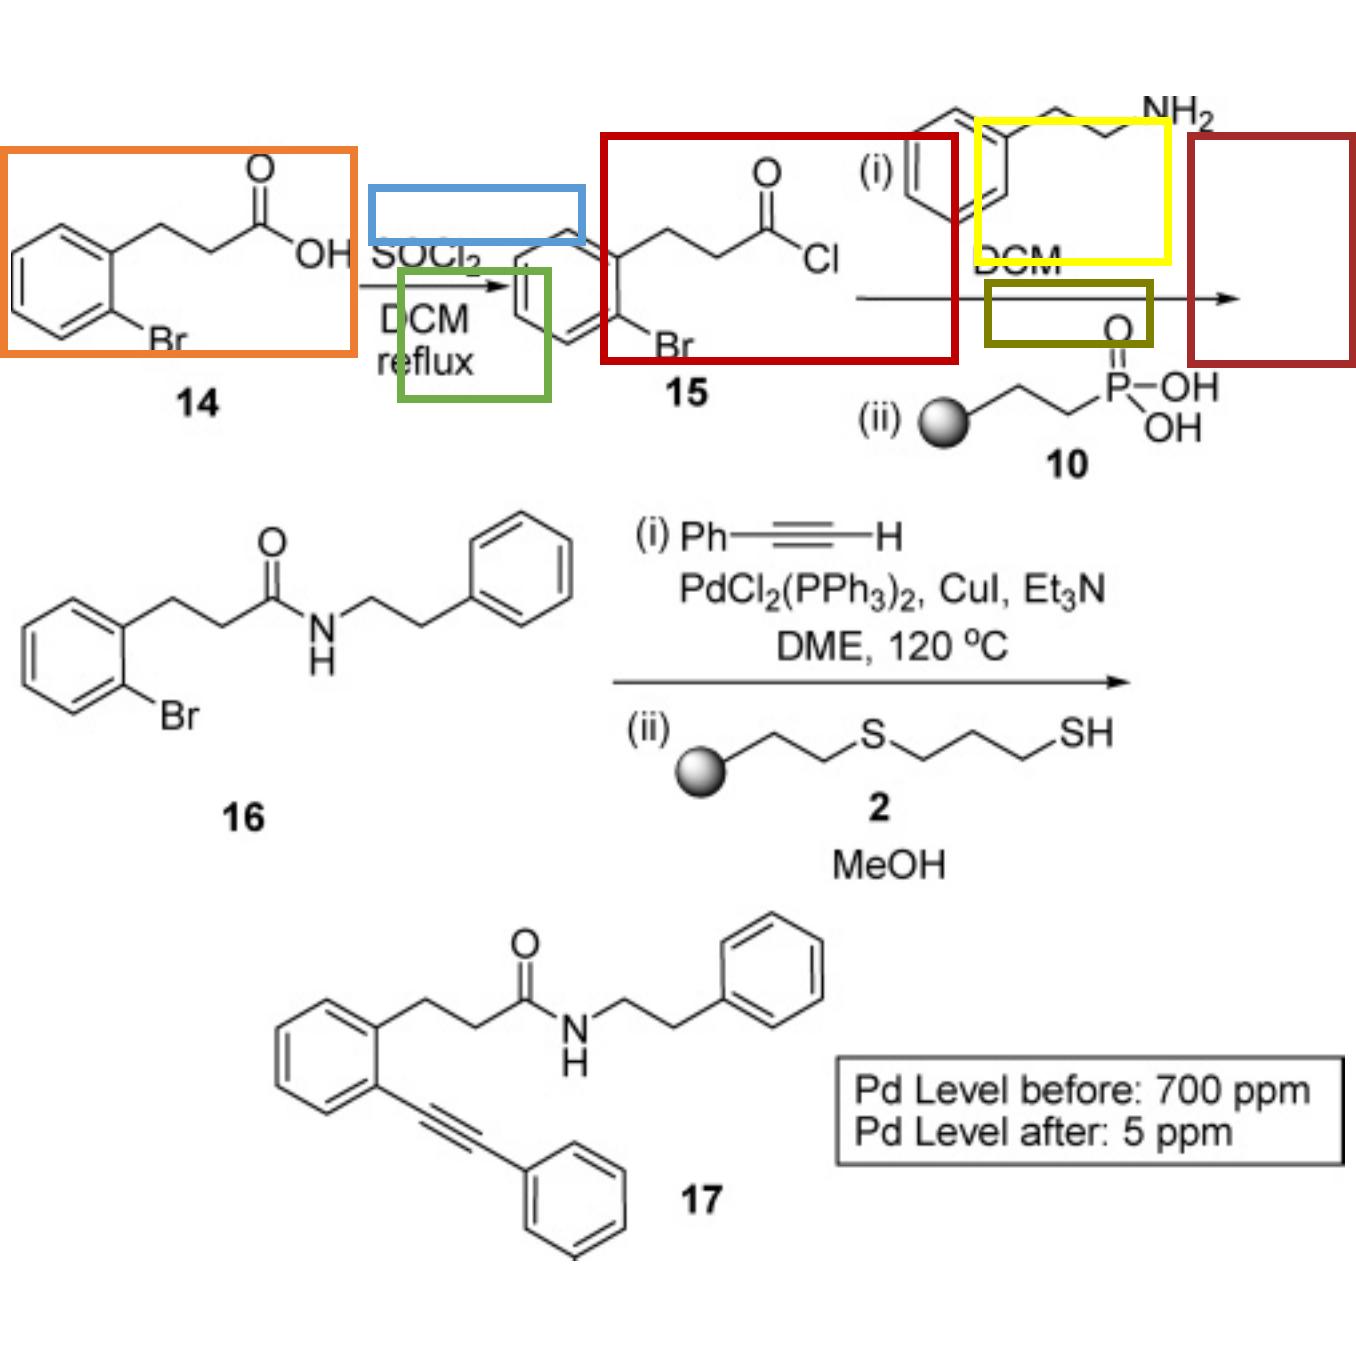 O
OH
Br
14
SOCl2
DCM
reflux
O
Cl
Br
15
(i)
NH2
DCM
(ii)
O
P
OH
OH
10
O
N
H
Br
16
(i) Ph H
PdCl2(PPh3)2, CuI, Et3N
DME, 120 ºC
(ii)
S
SH
2
MeOH
O
N
H
17
Pd Level before: 700 ppm
Pd Level after: 5 ppm